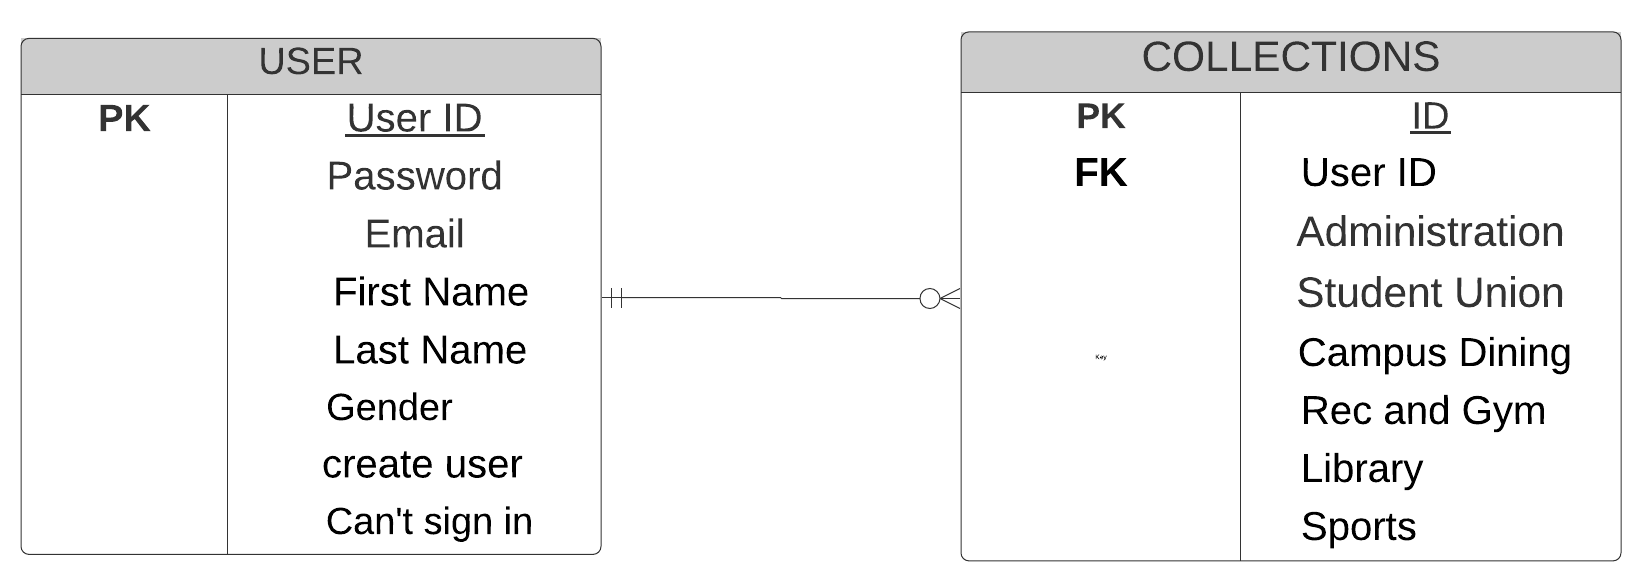 USER
PK User ID
Password
Email
First Name
Last Name
Gender
create user
Can't sign in
COLLECTIONS
PK ID
FK User ID
Administration
Student Union
Key Campus Dining
Rec and Gym
Library
Sports